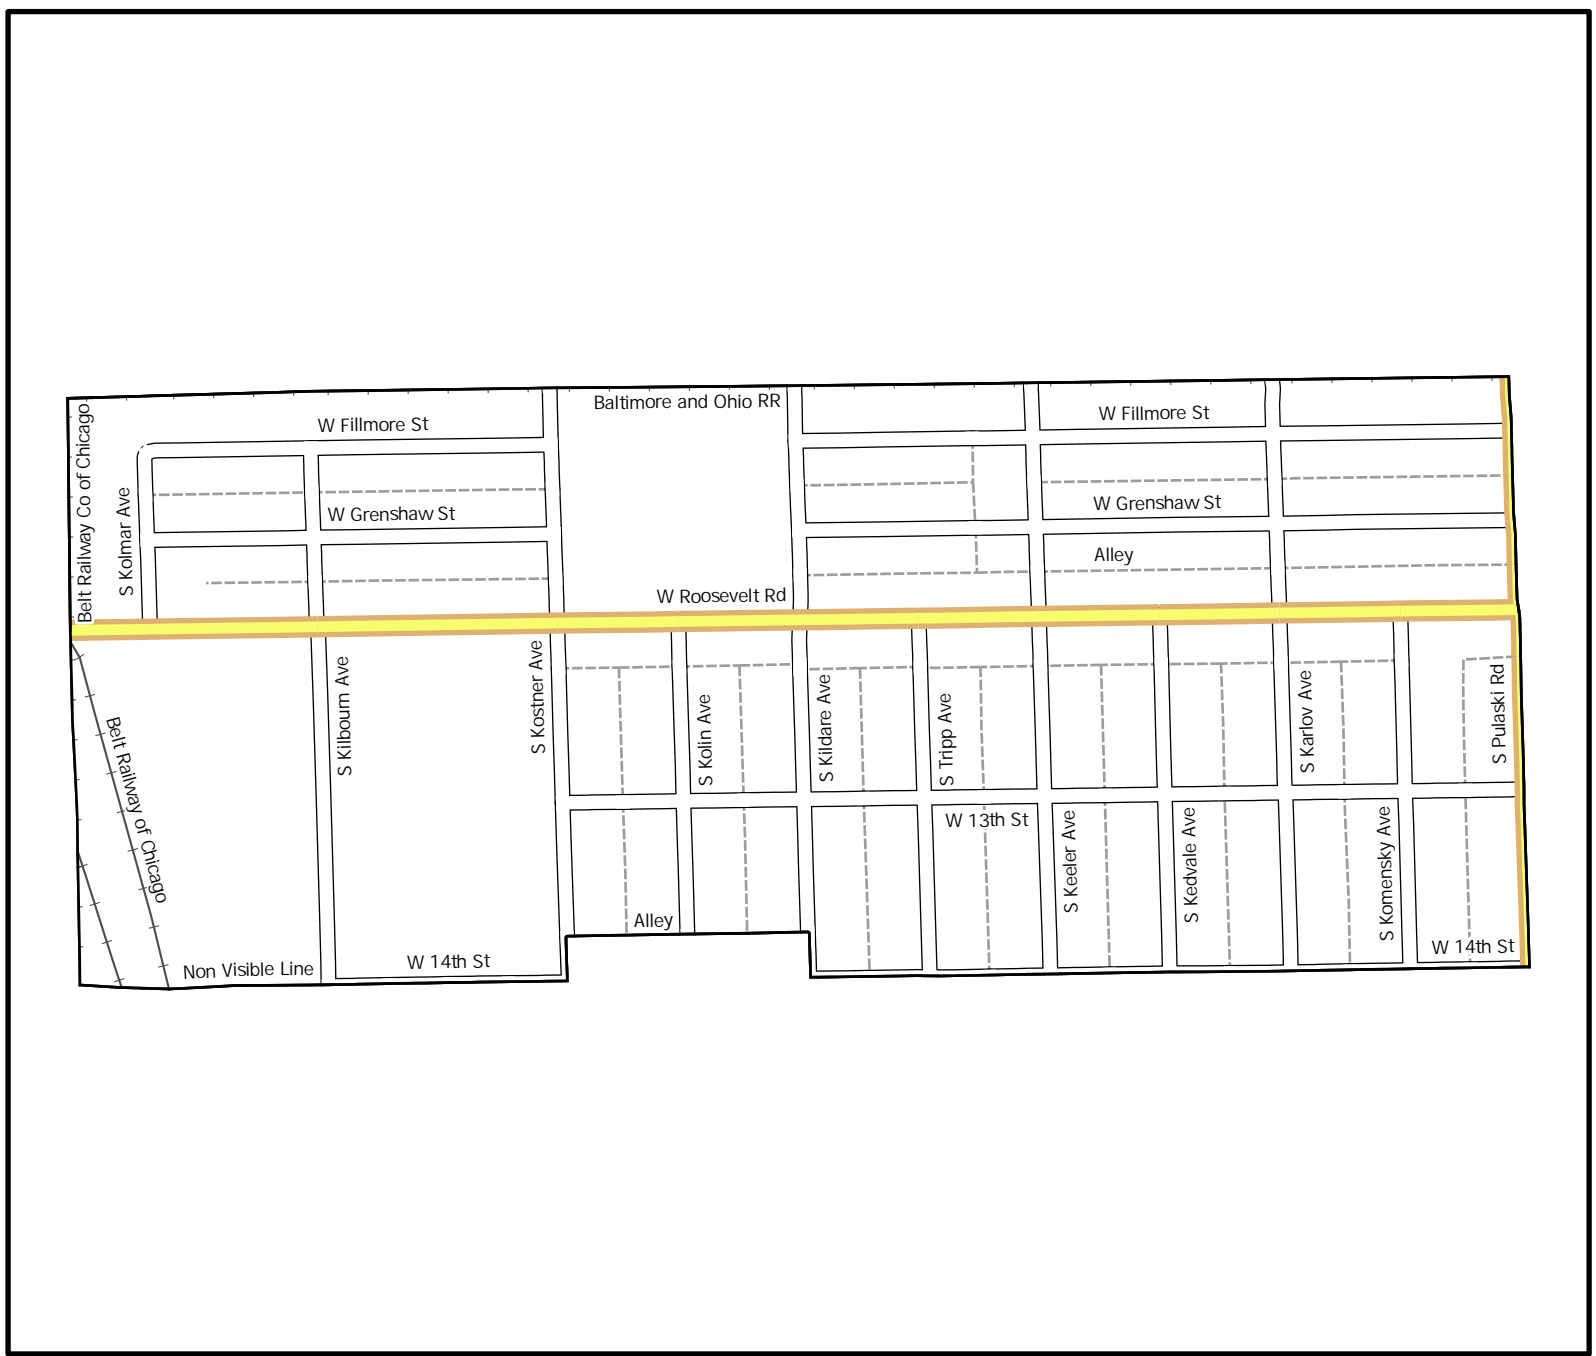 Baltimore and Ohio RR
W Fillmore St
W Fillmore St
Belt Railway Co of Chicago
S Kolmar Ave
W Grenshaw St
W Grenshaw St
Alley
W Roosevelt Rd
S Kilbourn Ave
S Kostner Ave
S Kolin Ave
S Kildare Ave
S Tripp Ave
S Karlov Ave
S Pulaski Rd
Belt Railway of Chicago
W 13th St
S Keeler Ave
S Kedvale Ave
S Komensky Ave
Alley
W 14th St
W 14th St
Non Visible Line